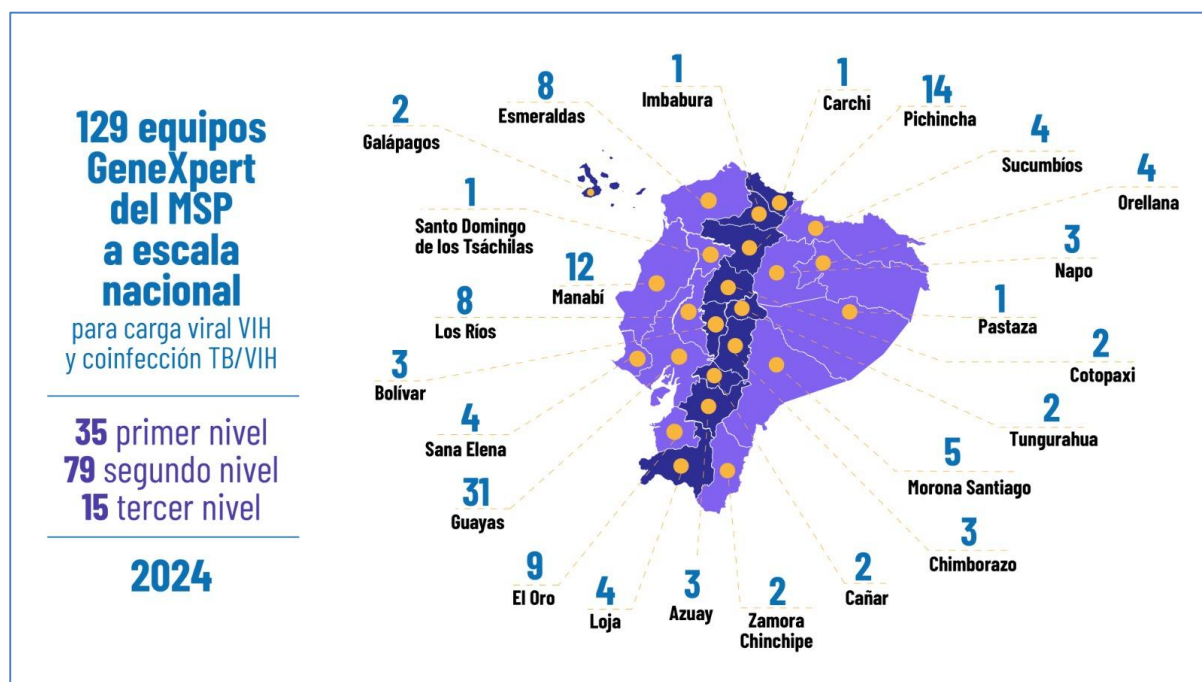 129 equipos
GeneXpert
del MSP
a escala
nacional
para carga viral VIH
y coinfección TB/VIH
35 primer nivel
79 segundo nivel
15 tercer nivel
2024
2
Galápagos
8
Esmeraldas
1
Imbabura
1
Carchi
14
Pichincha
4
Sucumbíos
4
Orellana
3
Napo
1
Pastaza
2
Cotopaxi
2
Tungurahua
5
Morona Santiago
3
Chimborazo
2
Cañar
2
Zamora
Chinchipe
3
Azuay
4
Loja
9
El Oro
31
Guayas
4
Sana Elena
3
Bolívar
8
Los Ríos
12
Manabí
1
Santo Domingo
de los Tsáchilas